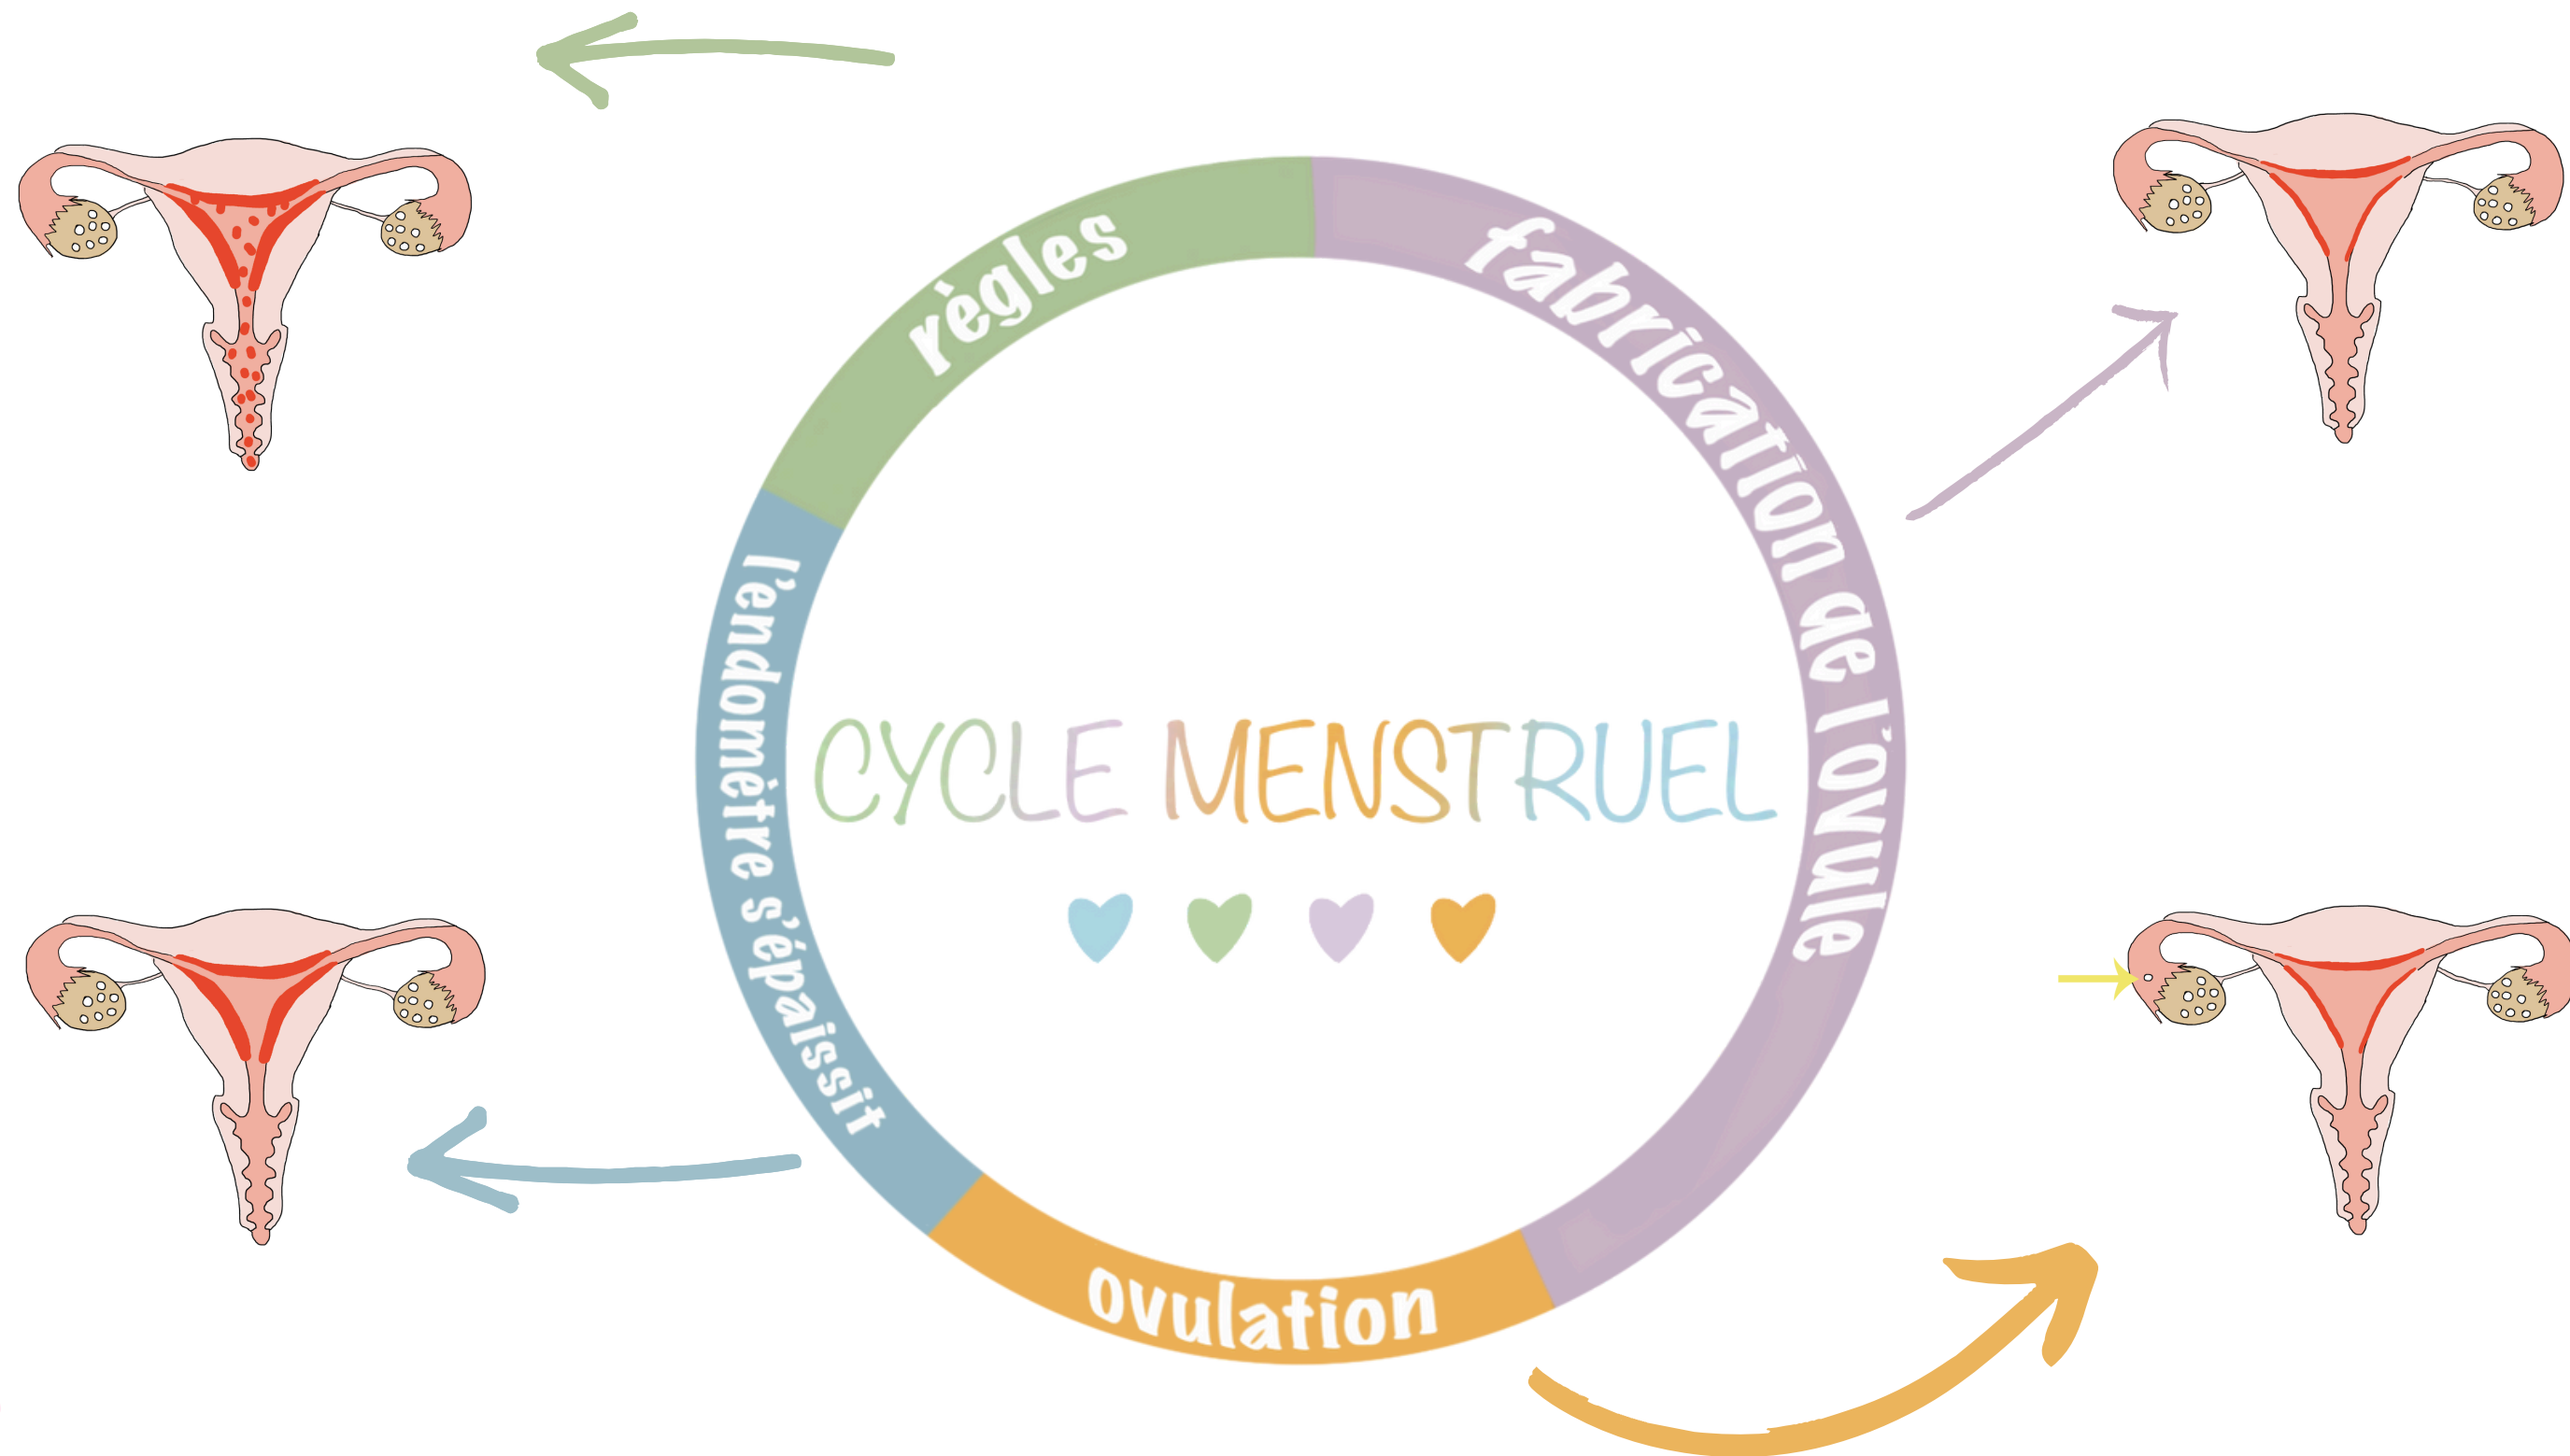 règles
fabrication de l'ovule
l'endomètre s'épaissit
CYCLE MENSTRUEL
ovulation